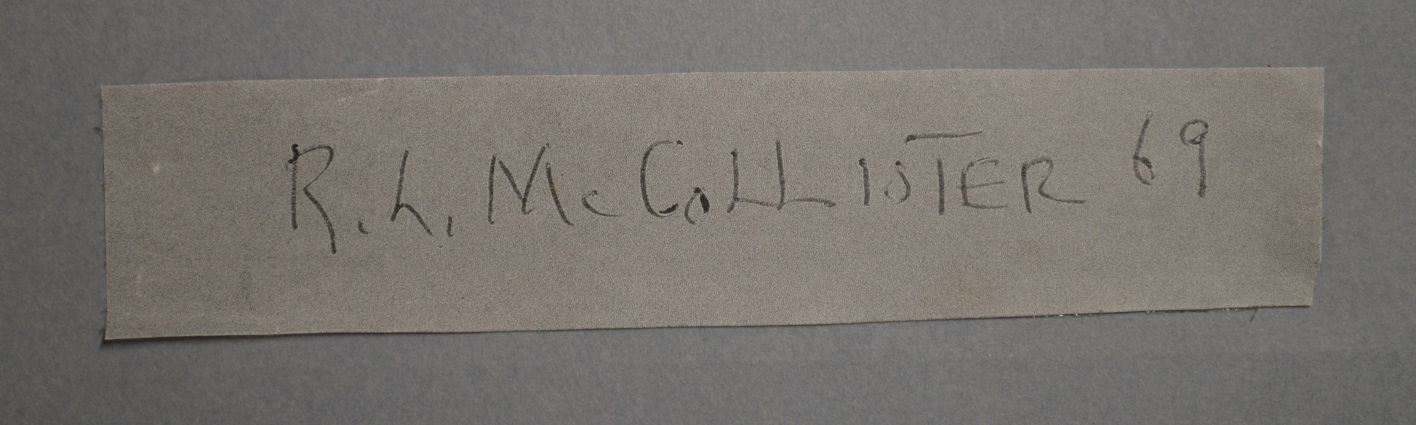 R. L. McCOLLISTER 69